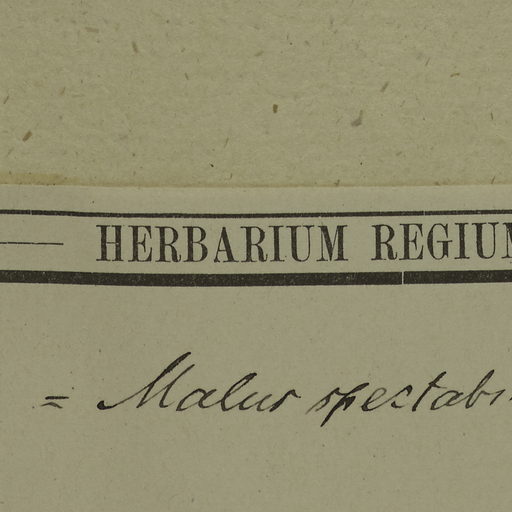 HERBARIUM REGIUM
= Malus spectabi